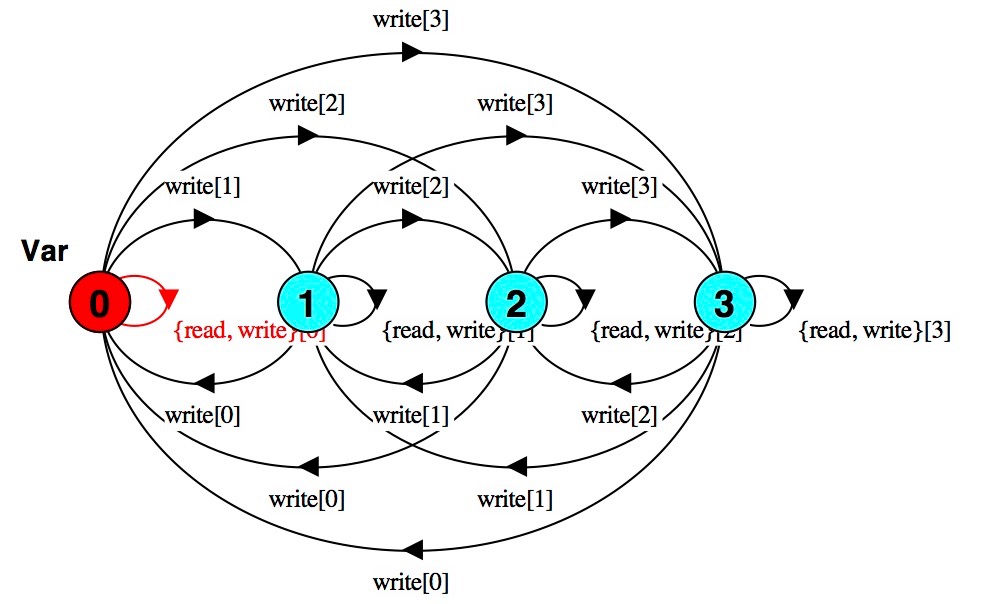 write[3]
write[2] write[3]
write[1] write[2] write[3]
Var
0 1 2 3
{read, write}[0] {read, write}[1] {read, write}[2] {read, write}[3]
write[0] write[1] write[2]
write[0] write[1]
write[0]